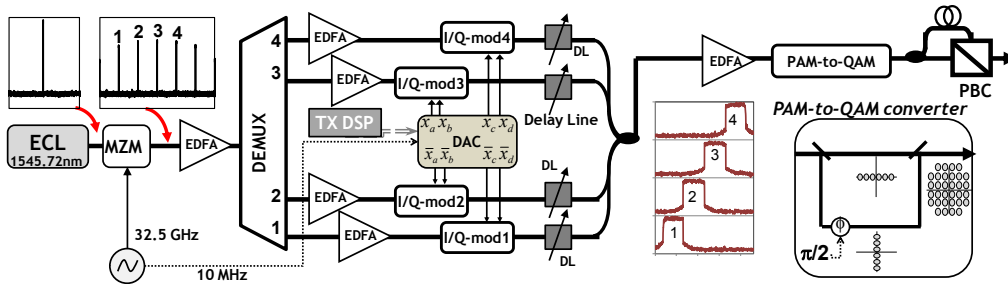 1 2 3 4
ECL
1545.72nm
MZM
EDFA
32.5 GHz
10 MHz
DEMUX
4
3
2
1
EDFA
EDFA
EDFA
EDFA
I/Q-mod4
I/Q-mod3
I/Q-mod2
I/Q-mod1
TX DSP
DAC
x_a x_b x_c x_d
x̅_a x̅_b x̅_c x̅_d
DL
Delay Line
DL
DL
4
3
2
1
EDFA
PAM-to-QAM
PBC
PAM-to-QAM converter
ϕ
π/2